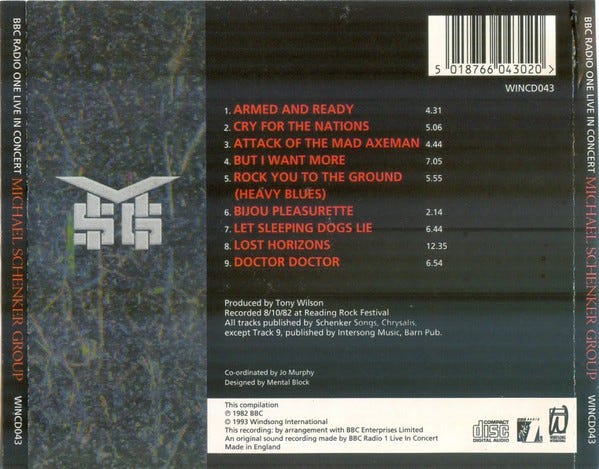 BBC RADIO ONE LIVE IN CONCERT MICHAEL SCHENKER GROUP WINCD043
MSG
5 018766 043020 >
WINCD043
1. ARMED AND READY 4.31
2. CRY FOR THE NATIONS 5.06
3. ATTACK OF THE MAD AXEMAN 4.44
4. BUT I WANT MORE 7.05
5. ROCK YOU TO THE GROUND 5.55
(HEAVY BLUES)
6. BIJOU PLEASURETTE 2.14
7. LET SLEEPING DOGS LIE 6.44
8. LOST HORIZONS 12.35
9. DOCTOR DOCTOR 6.54
Produced by Tony Wilson
Recorded 8/10/82 at Reading Rock Festival
All tracks published by Schenker Songs, Chrysalis,
except Track 9, published by Intersong Music, Barn Pub.
Co-ordinated by Jo Murphy
Designed by Mental Block
This compilation
℗ 1982 BBC
© 1993 Windsong International
This recording: by arrangement with BBC Enterprises Limited
An original sound recording made by BBC Radio 1 Live In Concert
Made in England
COMPACT
disc
DIGITAL AUDIO
WINDSONG
INTERNATIONAL
BBC RADIO ONE LIVE IN CONCERT MICHAEL SCHENKER GROUP WINCD043